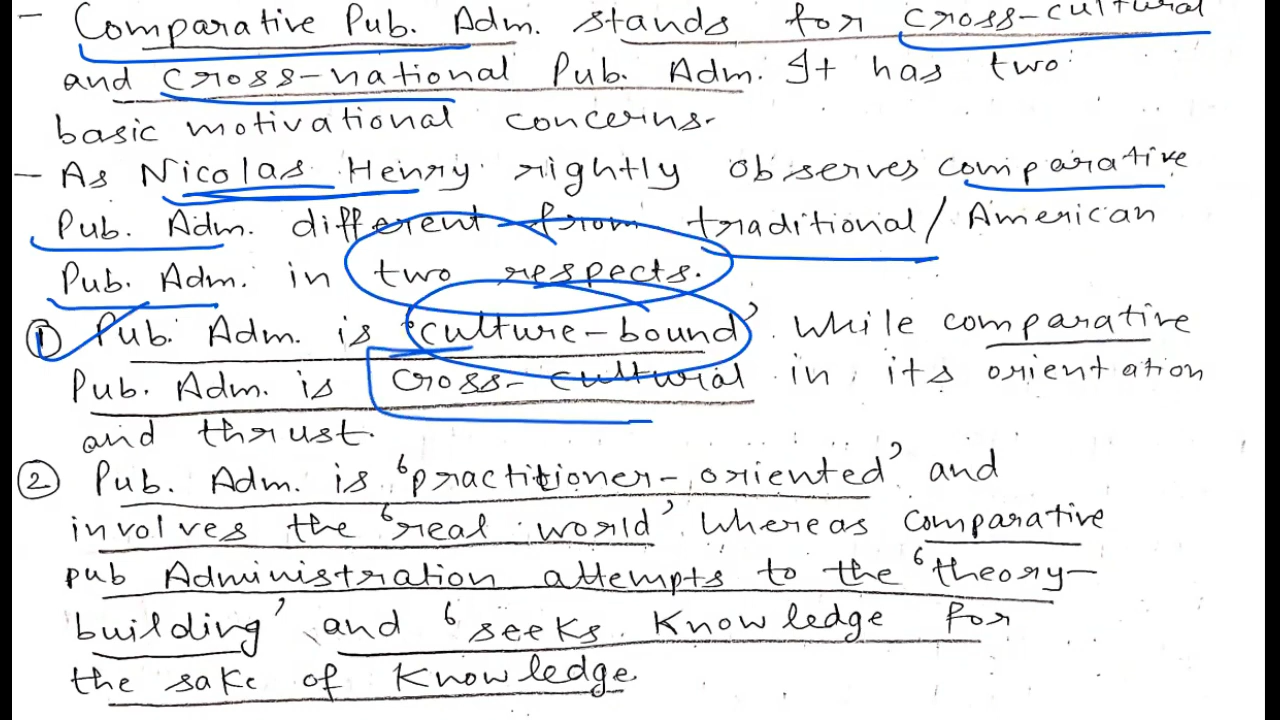 - Comparative Pub. Adm. stands for cross-cultural
and cross-national Pub. Adm. It has two
basic motivational concerns.
- As Nicolas Henry rightly observes comparative
Pub. Adm. different from traditional/American
Pub. Adm. in two respects.
① Pub. Adm. is 'culture-bound' While comparative
Pub. Adm. is cross-cultural in its orientation
and thrust.
② Pub. Adm. is 'practitioner-oriented' and
involves the 'real world' Whereas comparative
pub Administration attempts to the 'theory-
building' and 'seeks Knowledge for
the sake of Knowledge